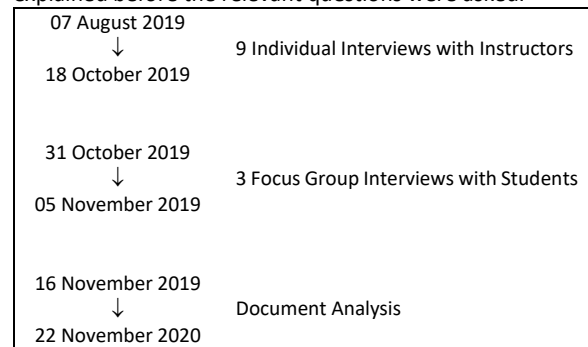 explained before the relevant questions were asked.
07 August 2019
↓
18 October 2019
9 Individual Interviews with Instructors
31 October 2019
↓
05 November 2019
3 Focus Group Interviews with Students
16 November 2019
↓
22 November 2020
Document Analysis